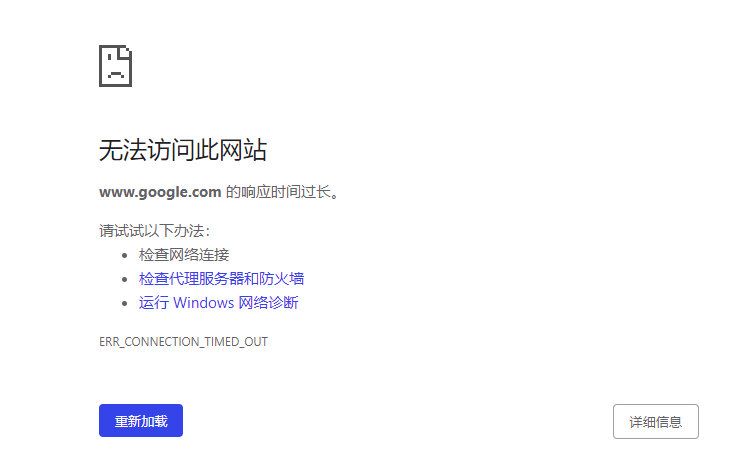 无法访问此网站
www.google.com 的响应时间过长。
请试试以下办法：
检查网络连接
检查代理服务器和防火墙
运行 Windows 网络诊断
ERR_CONNECTION_TIMED_OUT
重新加载
详细信息